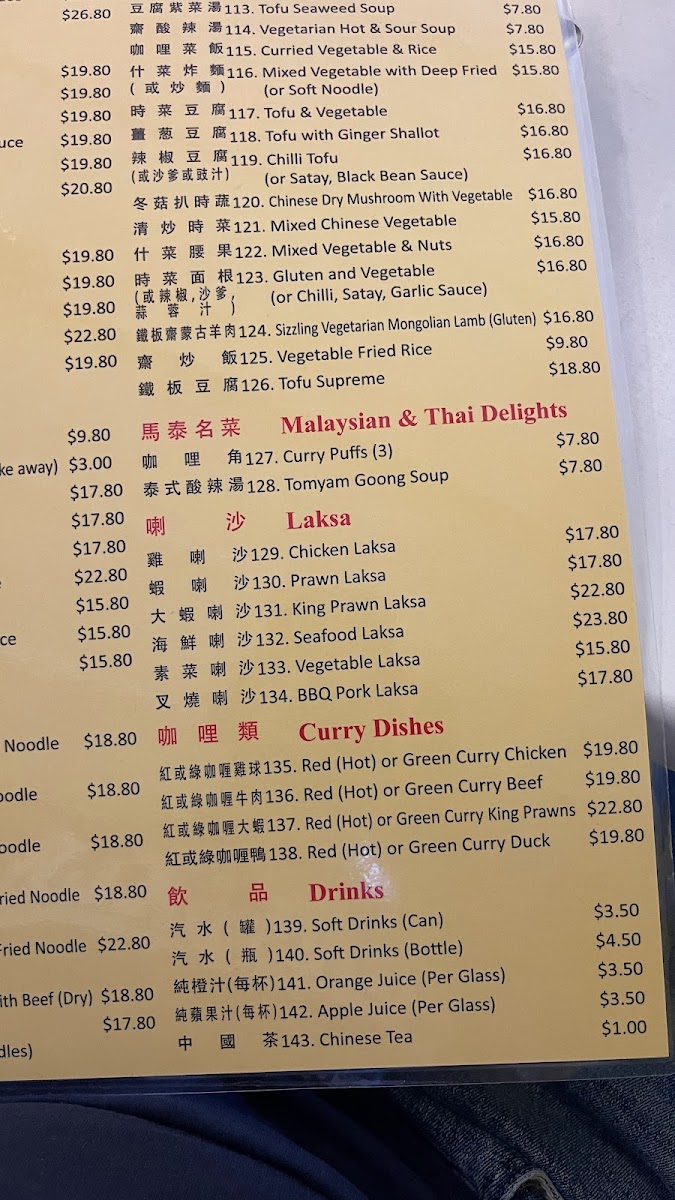 $26.80
$19.80
$19.80
$19.80
uce $19.80
$19.80
$20.80
$19.80
$19.80
$19.80
$22.80
$19.80
$9.80
ke away) $3.00
$17.80
$17.80
$17.80
$22.80
$15.80
ce $15.80
$15.80
Noodle $18.80
oodle $18.80
oodle $18.80
ried Noodle $18.80
Fried Noodle $22.80
ith Beef (Dry) $18.80
$17.80
dles)
豆腐紫菜湯 113. Tofu Seaweed Soup $7.80
齋酸辣湯 114. Vegetarian Hot & Sour Soup $7.80
咖哩菜飯 115. Curried Vegetable & Rice $15.80
什菜炸麵 116. Mixed Vegetable with Deep Fried $15.80
(或炒麵) (or Soft Noodle)
時菜豆腐 117. Tofu & Vegetable $16.80
薑葱豆腐 118. Tofu with Ginger Shallot $16.80
辣椒豆腐 119. Chilli Tofu $16.80
(或沙爹或豉汁) (or Satay, Black Bean Sauce)
冬菇扒時蔬 120. Chinese Dry Mushroom With Vegetable $16.80
清炒時菜 121. Mixed Chinese Vegetable $15.80
什菜腰果 122. Mixed Vegetable & Nuts $16.80
時菜面根 123. Gluten and Vegetable $16.80
(或辣椒,沙爹, (or Chilli, Satay, Garlic Sauce)
蒜蓉汁)
鐵板齋蒙古羊肉 124. Sizzling Vegetarian Mongolian Lamb (Gluten) $16.80
齋炒飯 125. Vegetable Fried Rice $9.80
鐵板豆腐 126. Tofu Supreme $18.80
馬泰名菜 Malaysian & Thai Delights
咖哩角 127. Curry Puffs (3) $7.80
泰式酸辣湯 128. Tomyam Goong Soup $7.80
喇沙 Laksa
雞喇沙 129. Chicken Laksa $17.80
蝦喇沙 130. Prawn Laksa $17.80
大蝦喇沙 131. King Prawn Laksa $22.80
海鮮喇沙 132. Seafood Laksa $23.80
素菜喇沙 133. Vegetable Laksa $15.80
叉燒喇沙 134. BBQ Pork Laksa $17.80
咖哩類 Curry Dishes
紅或綠咖喱雞球 135. Red (Hot) or Green Curry Chicken $19.80
紅或綠咖喱牛肉 136. Red (Hot) or Green Curry Beef $19.80
紅或綠咖喱大蝦 137. Red (Hot) or Green Curry King Prawns $22.80
紅或綠咖喱鴨 138. Red (Hot) or Green Curry Duck $19.80
飲品 Drinks
汽水(罐) 139. Soft Drinks (Can) $3.50
汽水(瓶) 140. Soft Drinks (Bottle) $4.50
純橙汁(每杯) 141. Orange Juice (Per Glass) $3.50
純蘋果汁(每杯) 142. Apple Juice (Per Glass) $3.50
中國茶 143. Chinese Tea $1.00